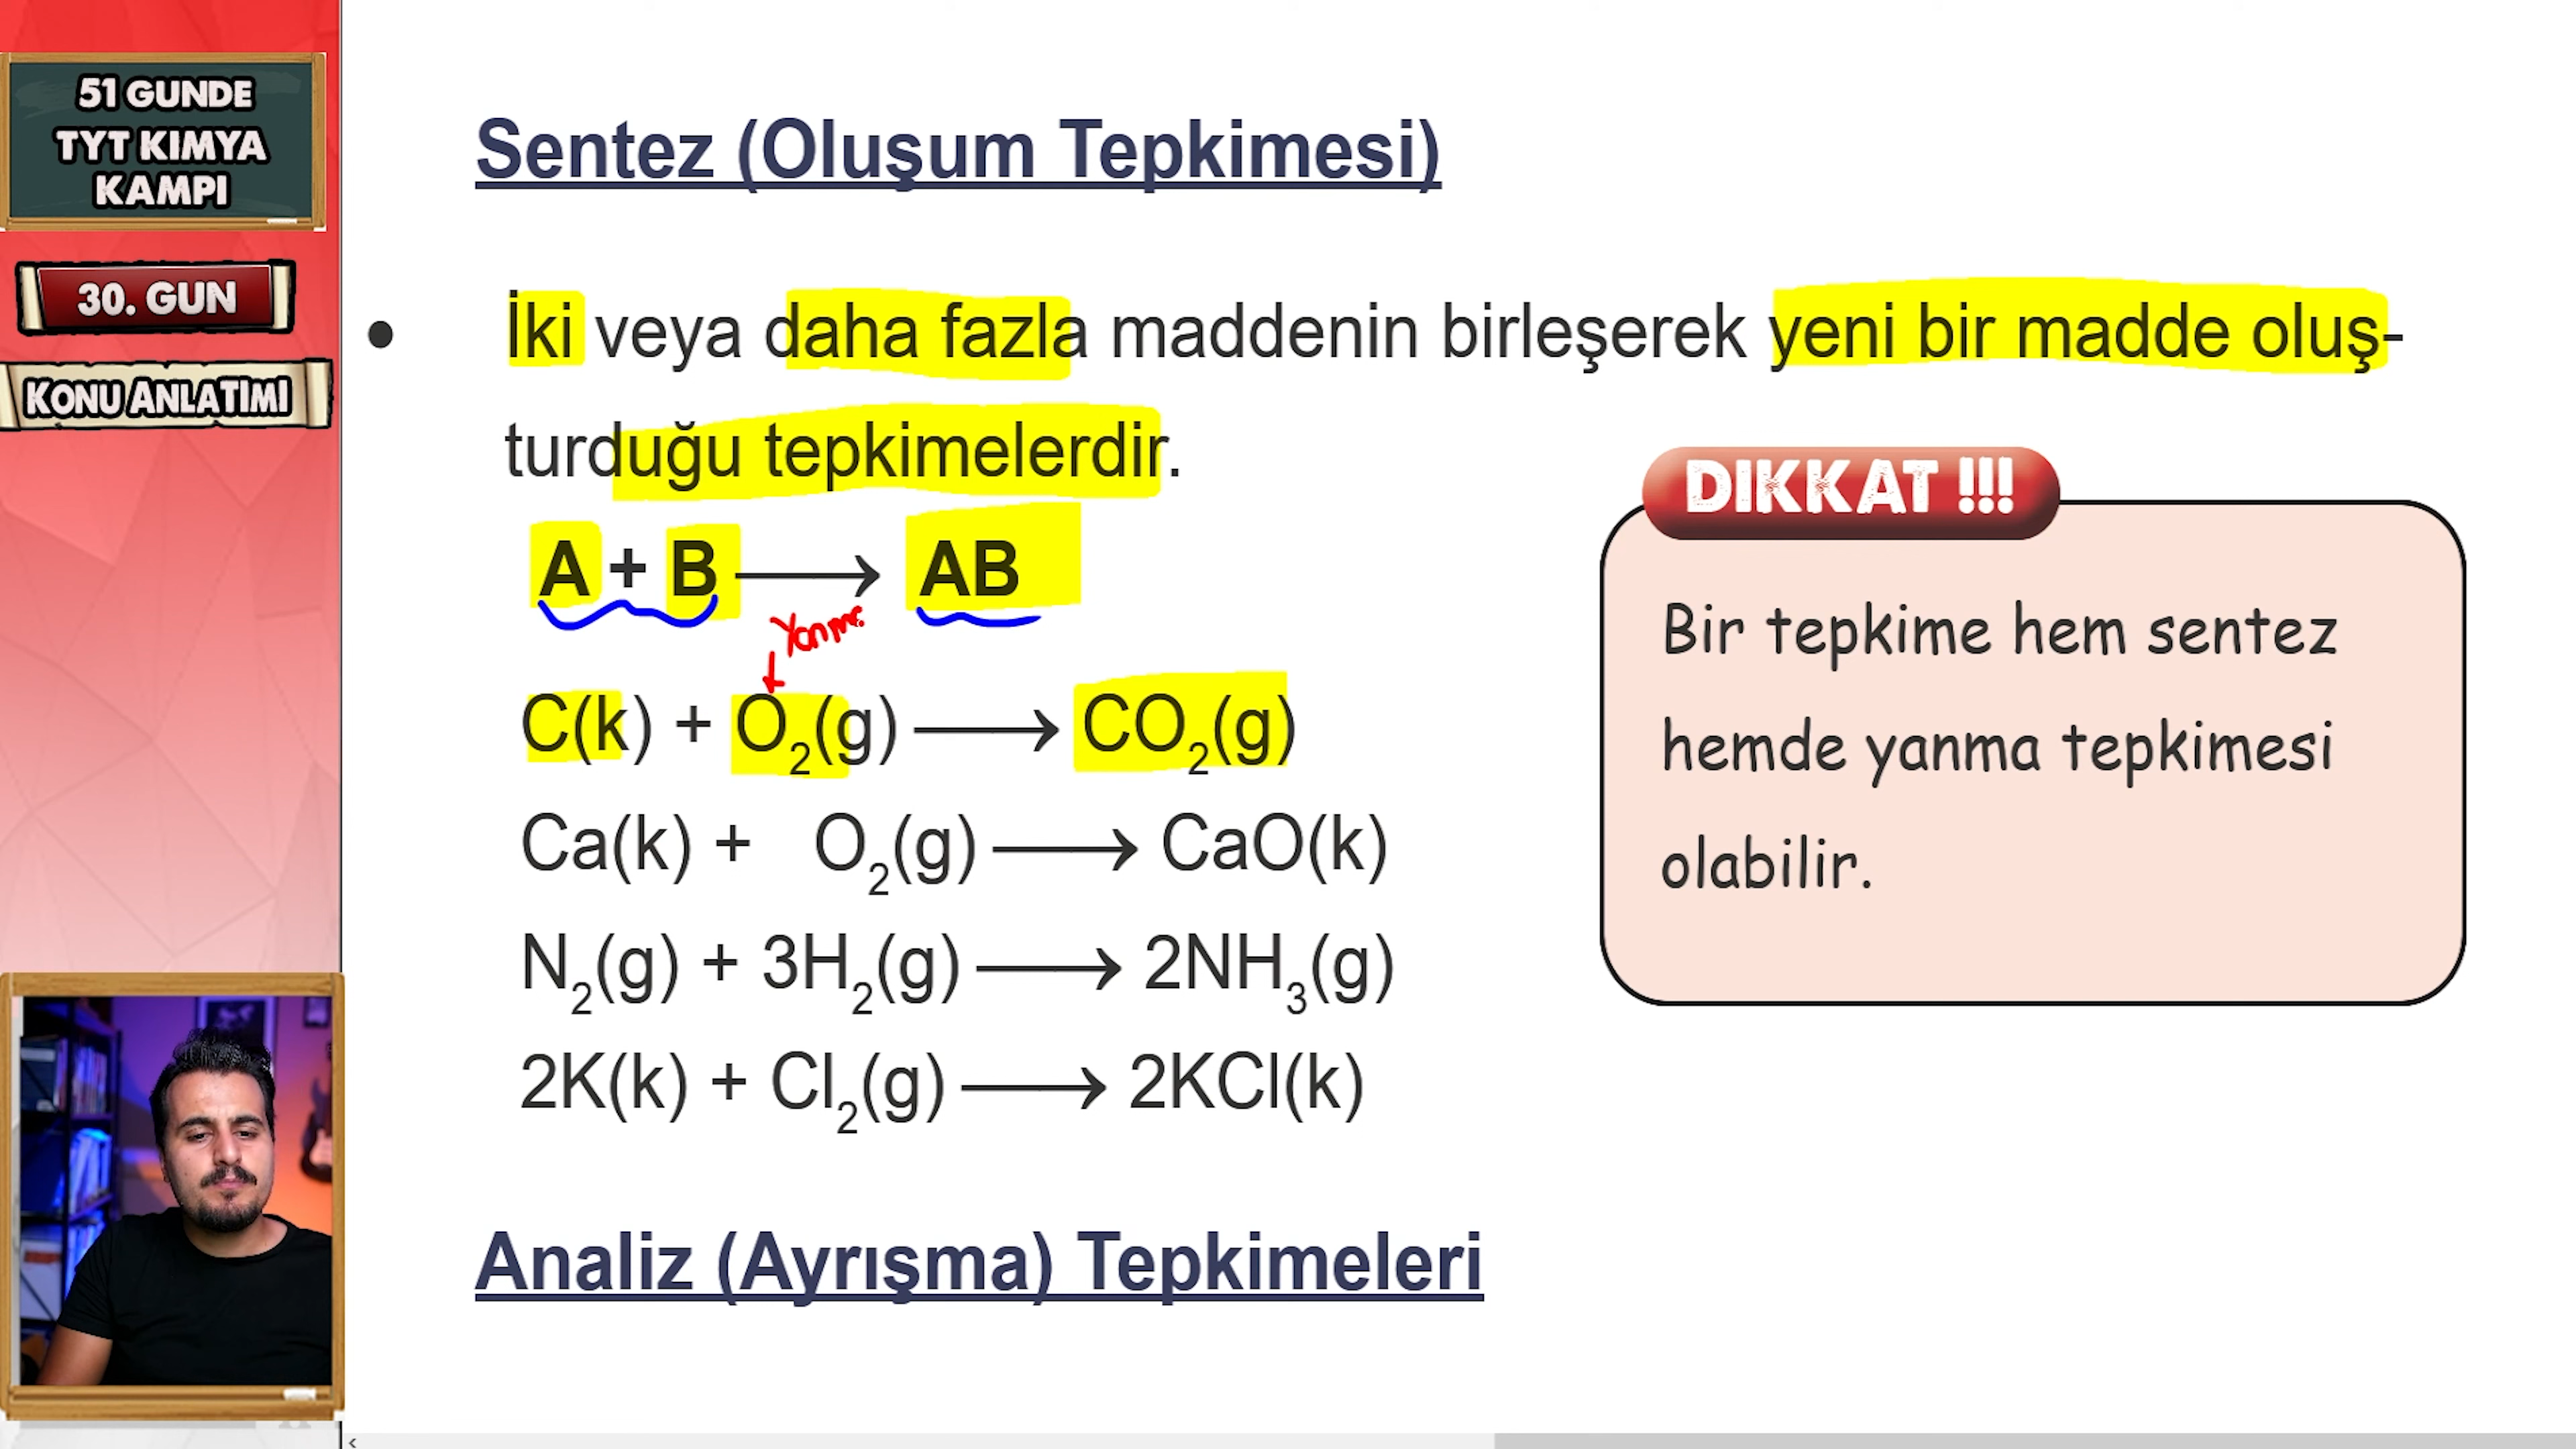 51 GUNDE
TYT KIMYA
KAMPI
30. GUN
KONU ANLATIMI
Sentez (Oluşum Tepkimesi)
• İki veya daha fazla maddenin birleşerek yeni bir madde oluş-
turduğu tepkimelerdir.
A + B ⟶ AB
Yanma
C(k) + O₂(g) ⟶ CO₂(g)
Ca(k) + O₂(g) ⟶ CaO(k)
N₂(g) + 3H₂(g) ⟶ 2NH₃(g)
2K(k) + Cl₂(g) ⟶ 2KCl(k)
DIKKAT !!!
Bir tepkime hem sentez
hemde yanma tepkimesi
olabilir.
Analiz (Ayrışma) Tepkimeleri